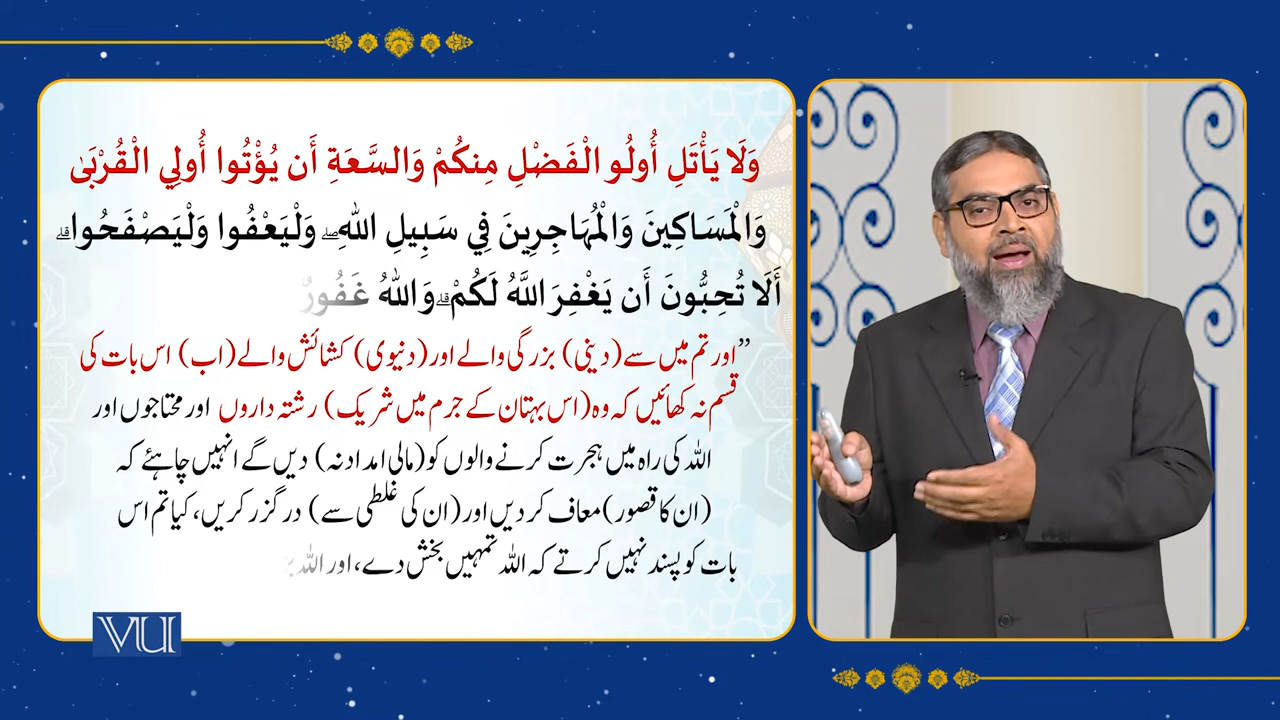 وَلَا يَأْتَلِ أُولُو الْفَضْلِ مِنكُمْ وَالسَّعَةِ أَن يُؤْتُوا أُولِي الْقُرْبَىٰ
وَالْمَسَاكِينَ وَالْمُهَاجِرِينَ فِي سَبِيلِ اللَّهِ ۖ وَلْيَعْفُوا وَلْيَصْفَحُوا ۗ
أَلَا تُحِبُّونَ أَن يَغْفِرَ اللَّهُ لَكُمْ ۗ وَاللَّهُ غَفُورٌ
”اور تم میں سے (دینی) بزرگی والے اور (دنیوی) کشائش والے (اب) اس بات کی
قسم نہ کھائیں کہ وہ (اس بہتان کے جرم میں شریک) رشتہ داروں اور محتاجوں اور
اللہ کی راہ میں ہجرت کرنے والوں کو (مالی امداد نہ) دیں گے انہیں چاہئے کہ
(ان کا قصور) معاف کر دیں اور (ان کی غلطی سے) درگزر کریں، کیا تم اس
بات کو پسند نہیں کرتے کہ اللہ تمہیں بخش دے، اور اللہ
VU